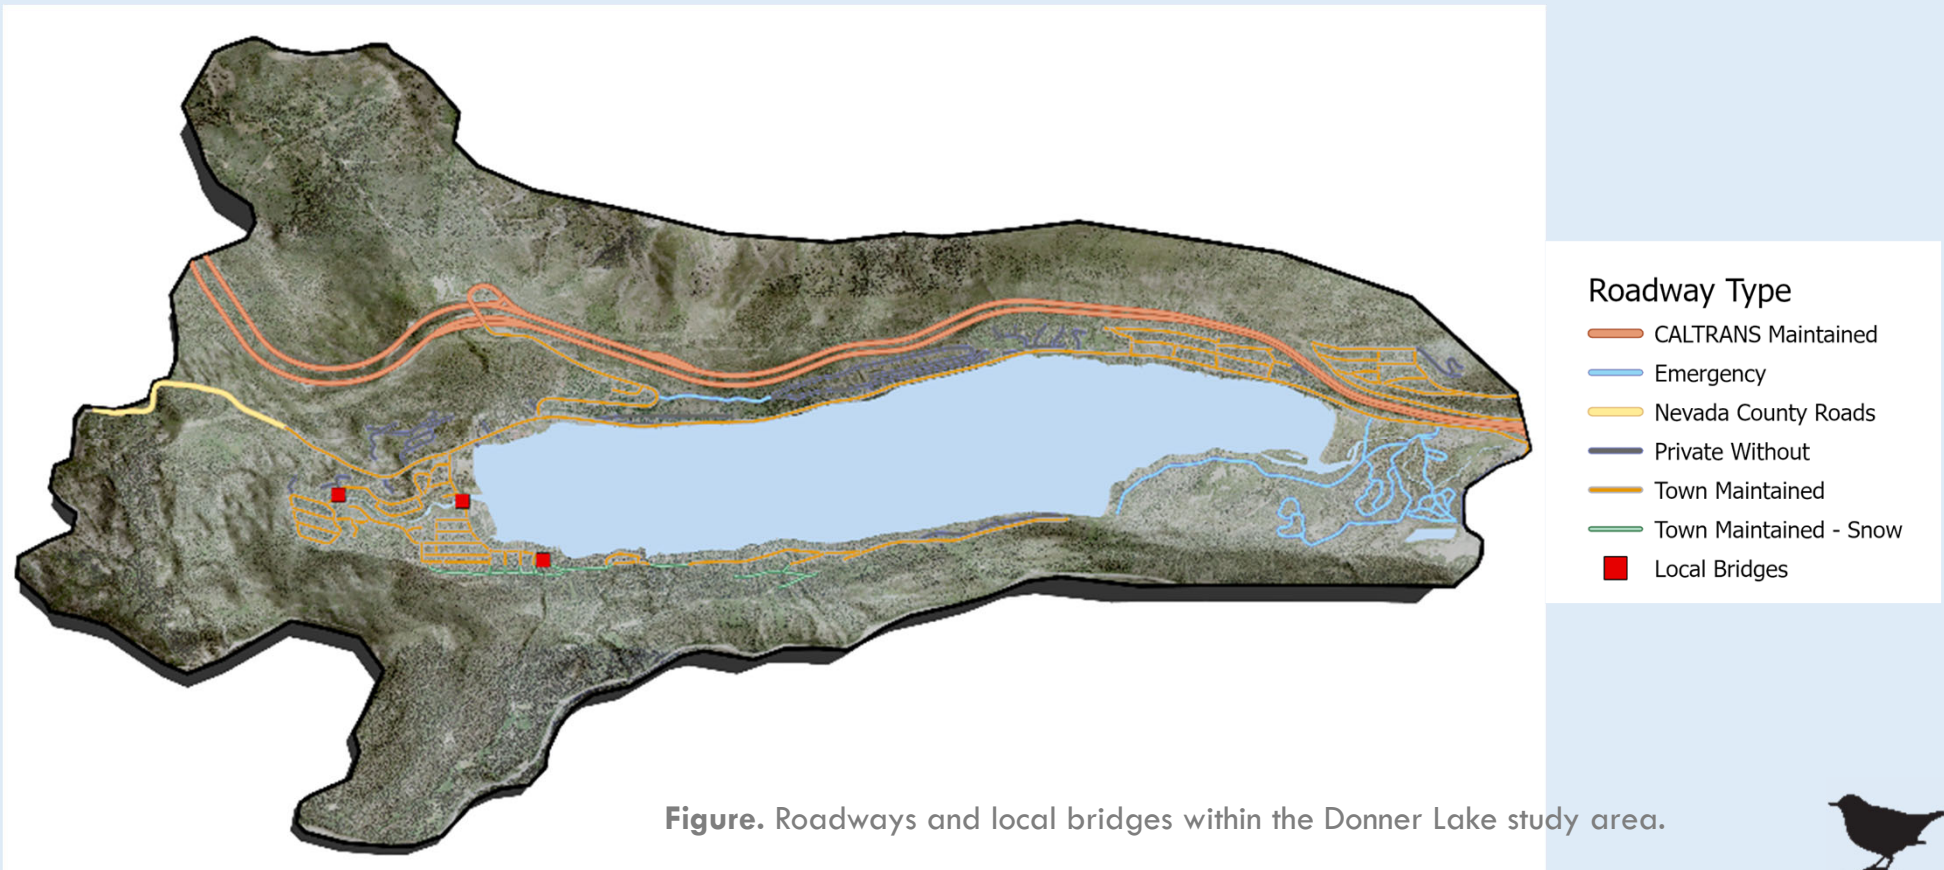 Roadway Type
CALTRANS Maintained
Emergency
Nevada County Roads
Private Without
Town Maintained
Town Maintained - Snow
Local Bridges
Figure. Roadways and local bridges within the Donner Lake study area.